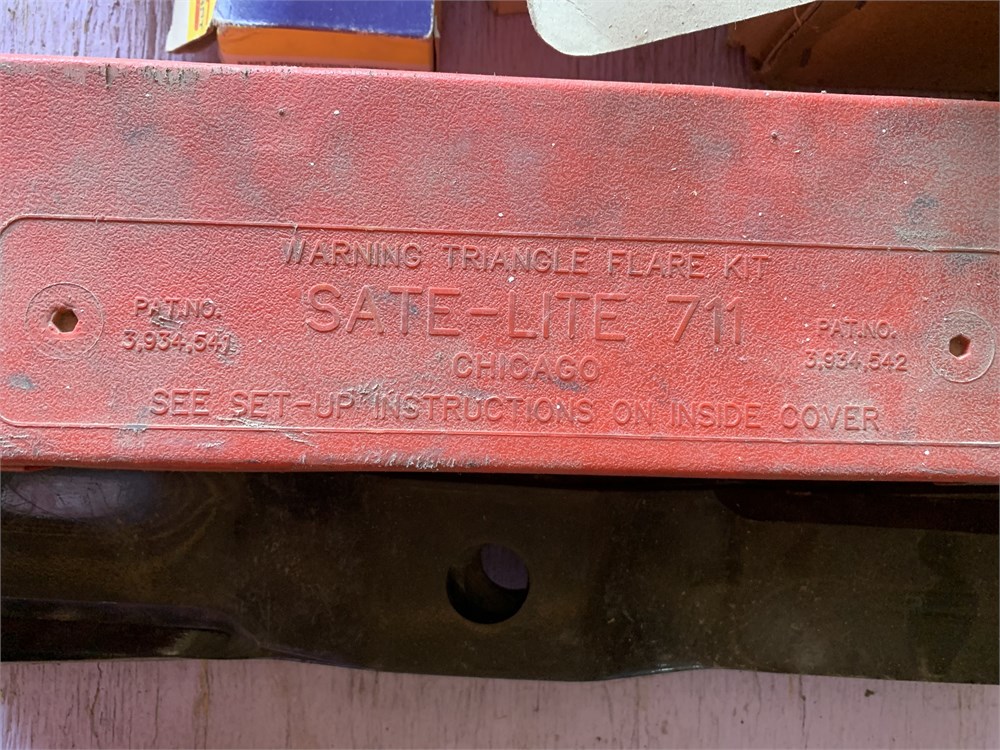 WARNING TRIANGLE FLARE KIT
SATE-LITE 711
CHICAGO
PAT.NO.
3,934,541
PAT.NO.
3,934,542
SEE SET-UP INSTRUCTIONS ON INSIDE COVER